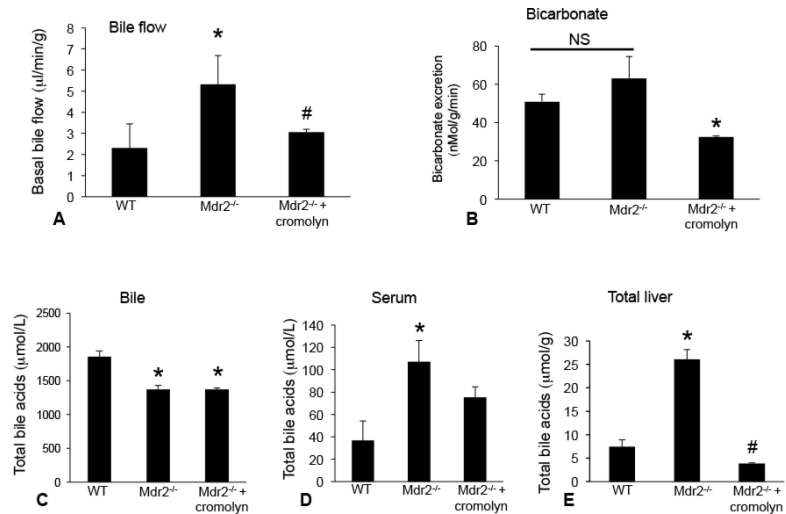 Bile flow
Basal bile flow (µl/min/g)
8
7
6
5
4
3
2
1
0
*
#
WT
Mdr2-/-
Mdr2-/- +
cromolyn
A
Bicarbonate
Bicarbonate excretion
(nMol/g/min)
80
60
40
20
0
NS
*
WT
Mdr2-/-
Mdr2-/- +
cromolyn
B
Bile
Total bile acids (µmol/L)
2500
2000
1500
1000
500
0
*
*
WT
Mdr2-/-
Mdr2-/- +
cromolyn
C
Serum
Total bile acids (µmol/L)
140
120
100
80
60
40
20
0
*
WT
Mdr2-/-
Mdr2-/- +
cromolyn
D
Total liver
Total bile acids (µmol/g)
30
25
20
15
10
5
0
*
#
WT
Mdr2-/-
Mdr2-/- +
cromolyn
E